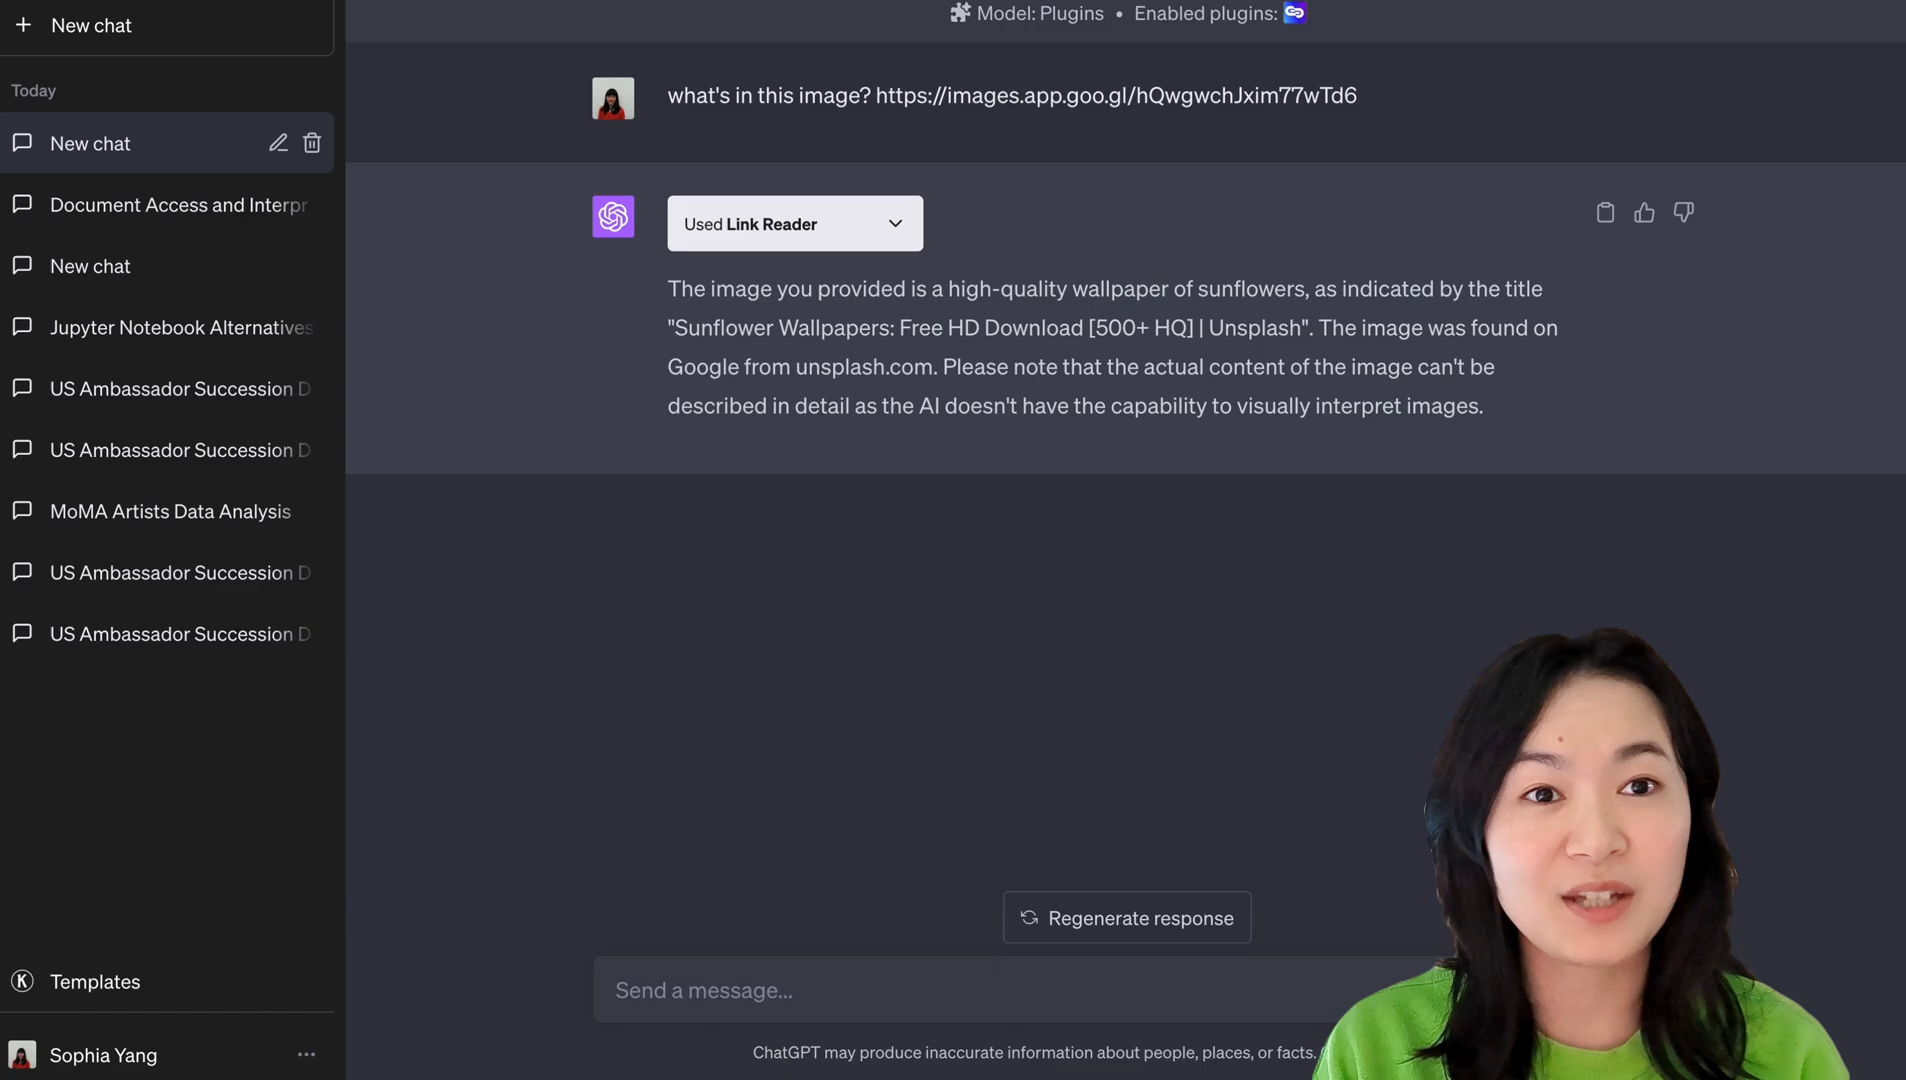 New chat
Today
New chat
Document Access and Interpr
New chat
Jupyter Notebook Alternatives
US Ambassador Succession D
US Ambassador Succession D
MoMA Artists Data Analysis
US Ambassador Succession D
US Ambassador Succession D
K Templates
Sophia Yang
Model: Plugins • Enabled plugins:
what's in this image? https://images.app.goo.gl/hQwgwchJxim77wTd6
Used Link Reader
The image you provided is a high-quality wallpaper of sunflowers, as indicated by the title
"Sunflower Wallpapers: Free HD Download [500+ HQ] | Unsplash". The image was found on
Google from unsplash.com. Please note that the actual content of the image can't be
described in detail as the AI doesn't have the capability to visually interpret images.
Regenerate response
Send a message...
ChatGPT may produce inaccurate information about people, places, or facts.